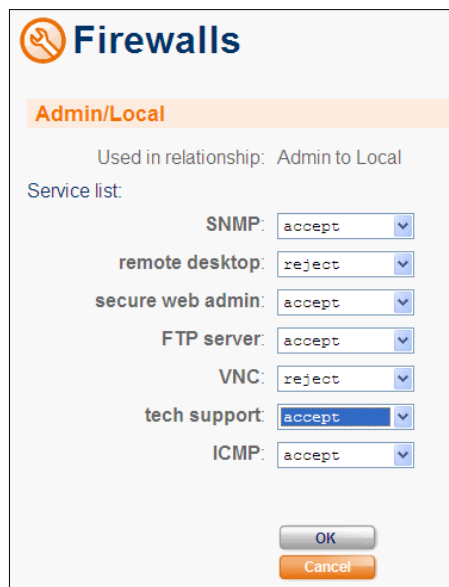 Firewalls
Admin/Local
Used in relationship: Admin to Local
Service list:
SNMP: accept
remote desktop: reject
secure web admin: accept
FTP server: accept
VNC: reject
tech support: accept
ICMP: accept
OK
Cancel